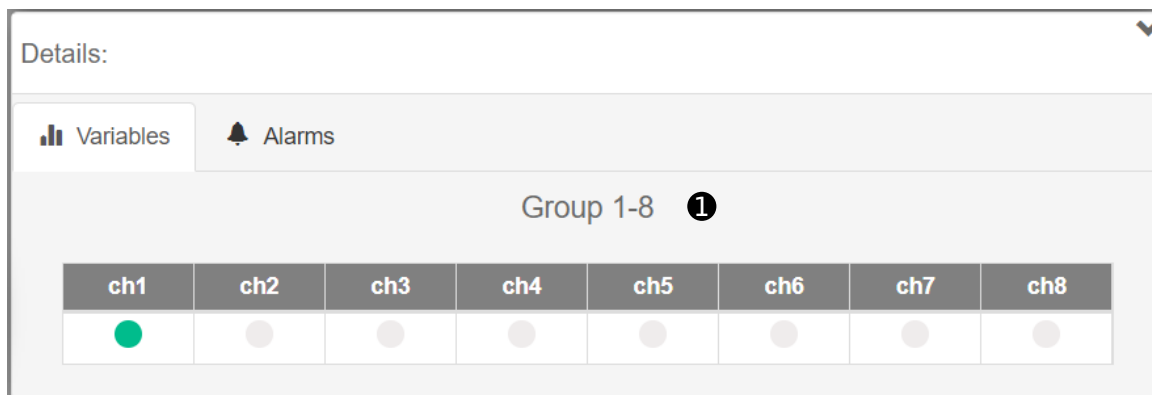 Details:
Variables Alarms
Group 1-8 ❶
ch1 ch2 ch3 ch4 ch5 ch6 ch7 ch8